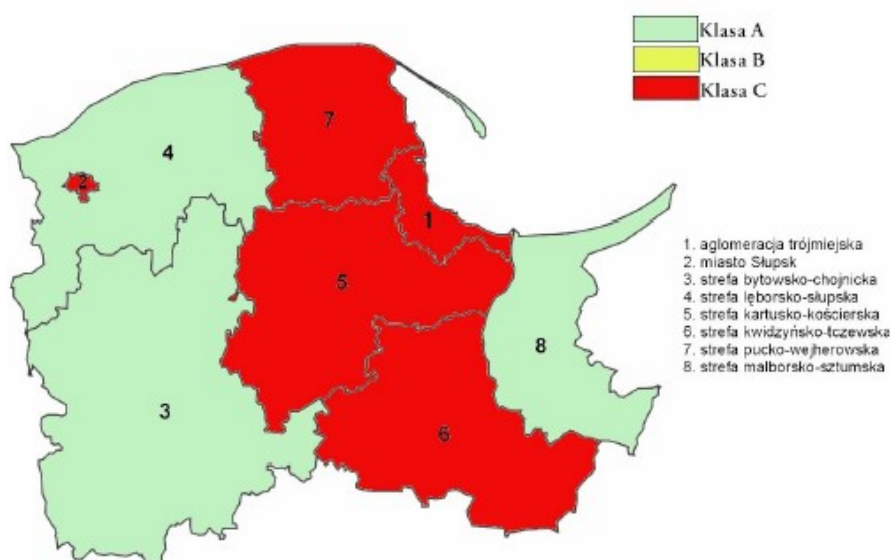 Klasa A
Klasa B
Klasa C
7
4
2
1
5
8
3
6
1. aglomeracja trójmiejska
2. miasto Słupsk
3. strefa bytowsko-chojnicka
4. strefa lęborsko-słupska
5. strefa kartusko-kościerska
6. strefa kwidzyńsko-tczewska
7. strefa pucko-wejherowska
8. strefa malborsko-sztumska